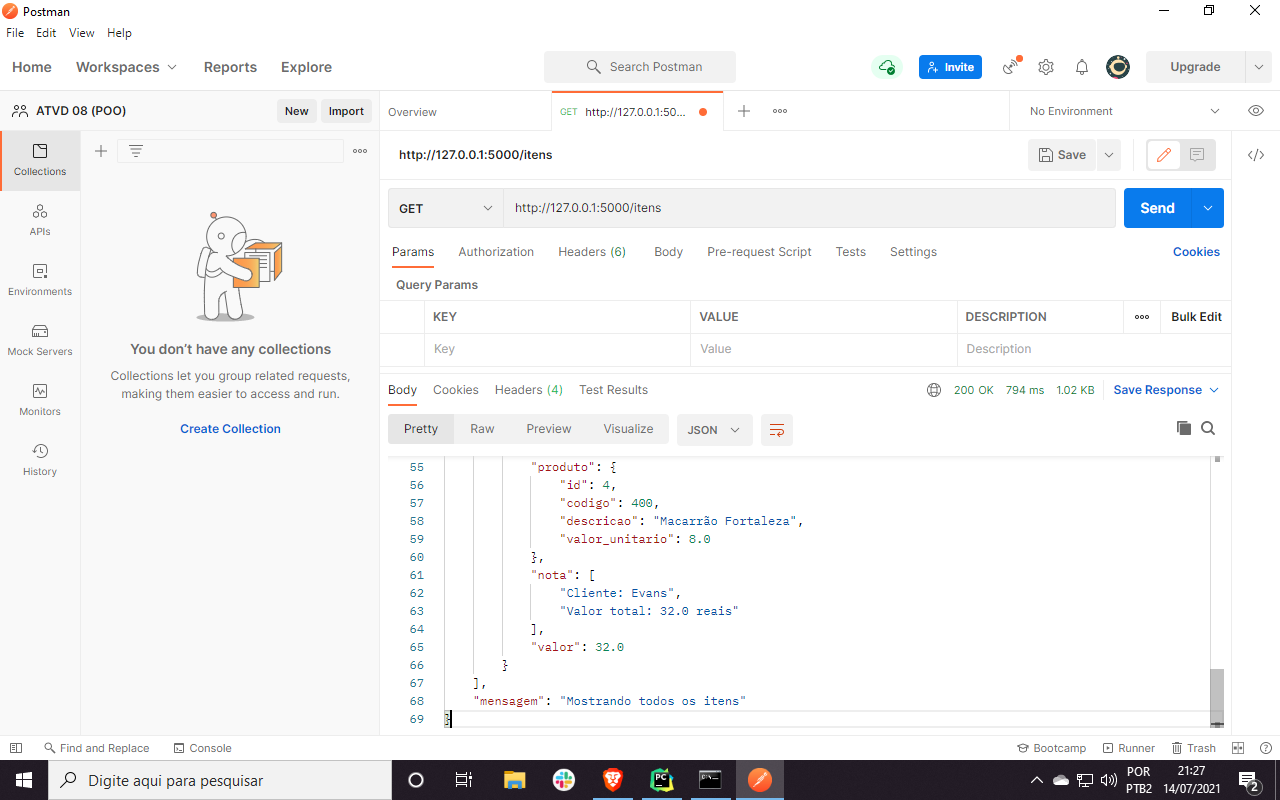 Postman
File Edit View Help
Home Workspaces Reports Explore Search Postman Invite Upgrade
ATVD 08 (POO) New Import
Overview GET http://127.0.0.1:50... No Environment
Collections
APIs
Environments
Mock Servers
Monitors
History
You don't have any collections
Collections let you group related requests,
making them easier to access and run.
Create Collection
http://127.0.0.1:5000/itens Save
GET http://127.0.0.1:5000/itens Send
Params Authorization Headers (6) Body Pre-request Script Tests Settings Cookies
Query Params
KEY VALUE DESCRIPTION Bulk Edit
Key Value Description
Body Cookies Headers (4) Test Results 200 OK 794 ms 1.02 KB Save Response
Pretty Raw Preview Visualize JSON
55 "produto": {
56 "id": 4,
57 "codigo": 400,
58 "descricao": "Macarrão Fortaleza",
59 "valor_unitario": 8.0
60 },
61 "nota": [
62 "Cliente: Evans",
63 "Valor total: 32.0 reais"
64 ],
65 "valor": 32.0
66 }
67 ],
68 "mensagem": "Mostrando todos os itens"
69 }
Find and Replace Console Bootcamp Runner Trash
Digite aqui para pesquisar
PC
POR
PTB2
21:27
14/07/2021
2